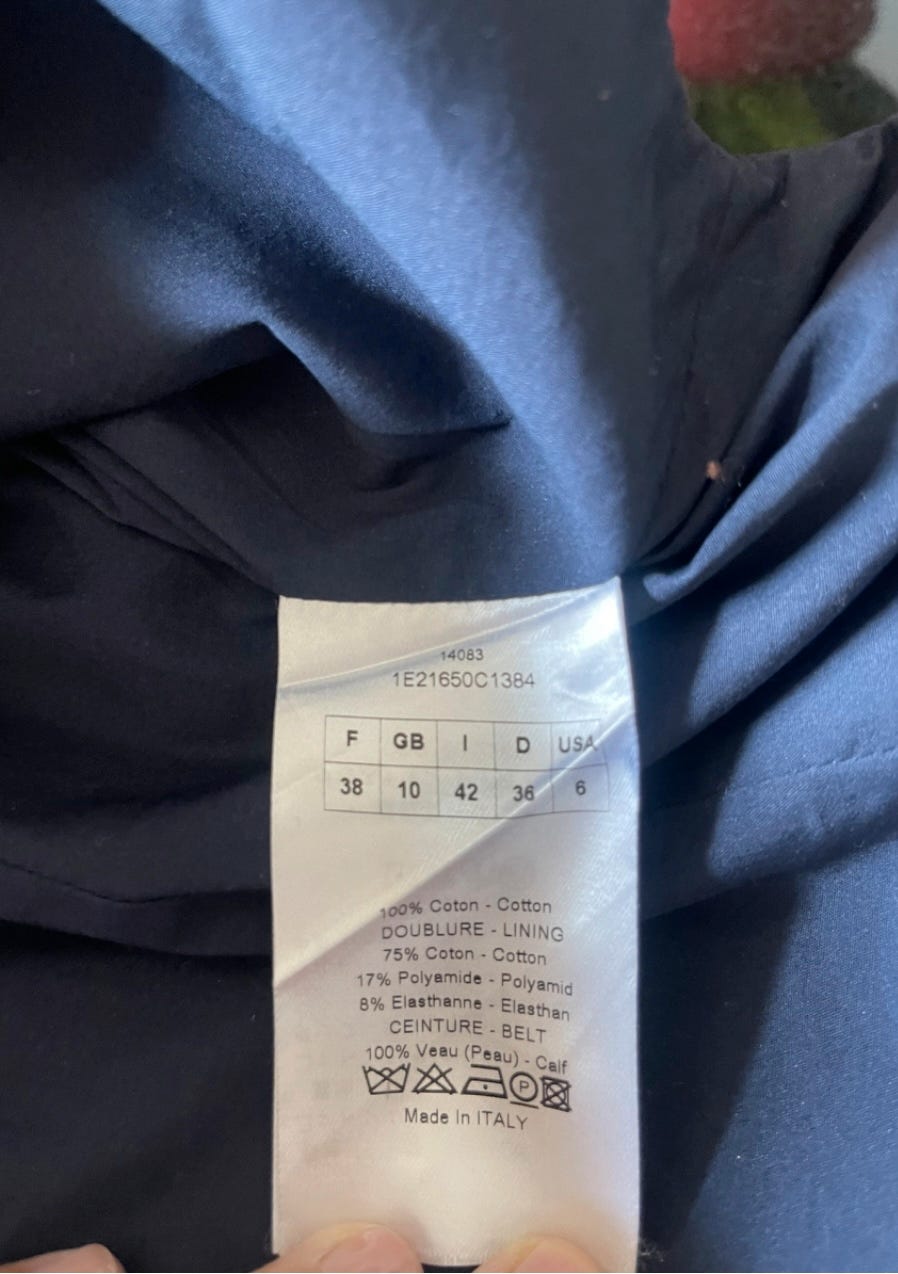 14083
1E21650C1384
F GB I D USA
38 10 42 36 6
100% Coton - Cotton
DOUBLURE - LINING
75% Coton - Cotton
17% Polyamide - Polyamid
8% Elasthanne - Elasthan
CEINTURE - BELT
100% Veau (Peau) - Calf
P
Made In ITALY